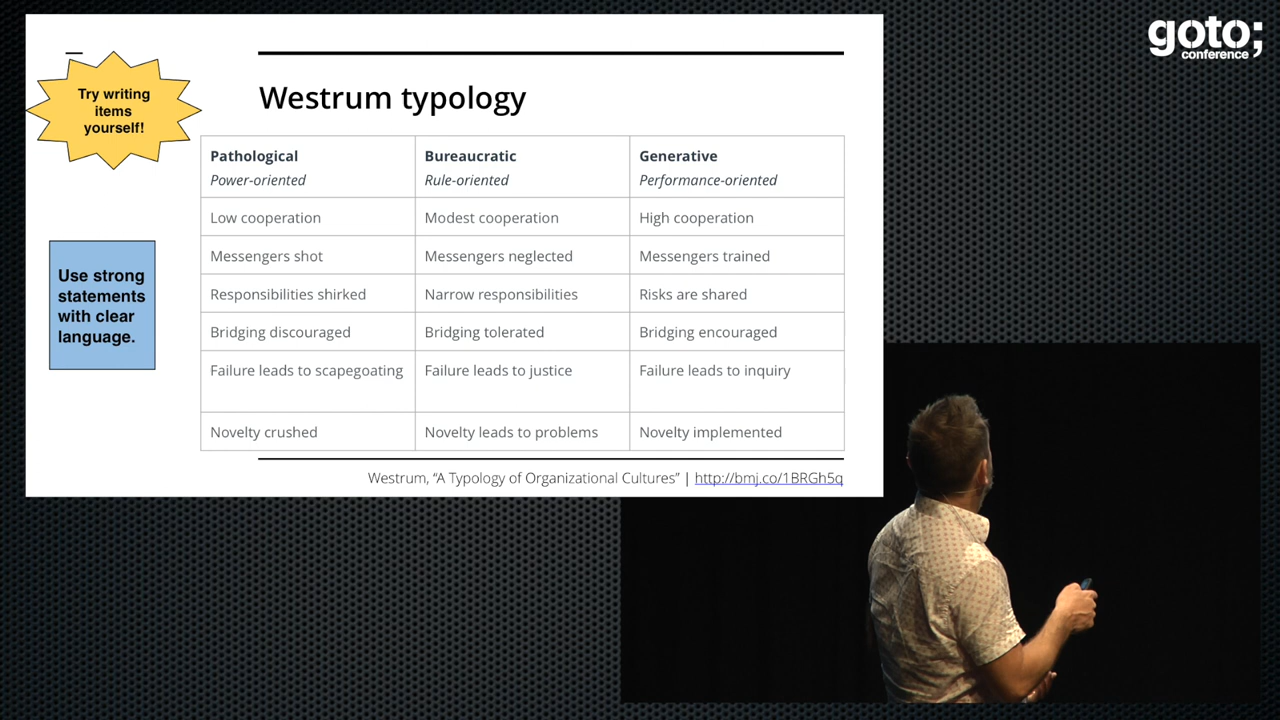 goto;
conference
Try writing
items
yourself!
Westrum typology
Pathological
Power-oriented
Bureaucratic
Rule-oriented
Generative
Performance-oriented
Low cooperation
Modest cooperation
High cooperation
Messengers shot
Messengers neglected
Messengers trained
Responsibilities shirked
Narrow responsibilities
Risks are shared
Use strong
statements
with clear
language.
Bridging discouraged
Bridging tolerated
Bridging encouraged
Failure leads to scapegoating
Failure leads to justice
Failure leads to inquiry
Novelty crushed
Novelty leads to problems
Novelty implemented
Westrum, “A Typology of Organizational Cultures” | http://bmj.co/1BRGh5q